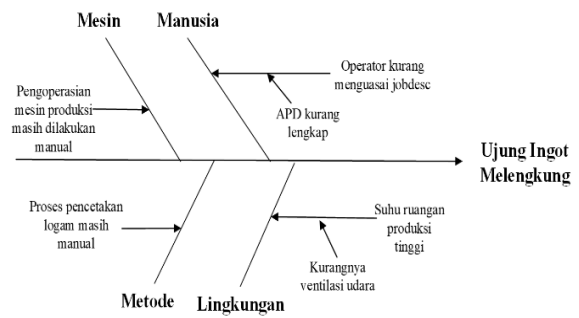 Mesin
Manusia
Operator kurang
menguasai jobdesc
Pengoperasian
mesin produksi
masih dilakukan
manual
APD kurang
lengkap
Ujung Ingot
Melengkung
Proses pencetakan
logam masih
manual
Suhu ruangan
produksi
tinggi
Kurangnya
ventilasi udara
Metode
Lingkungan